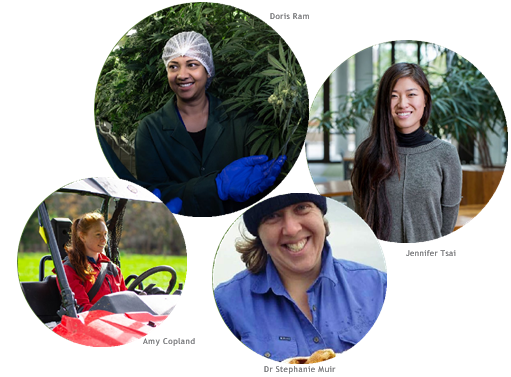 Doris Ram
Jennifer Tsai
Amy Copland
Dr Stephanie Muir